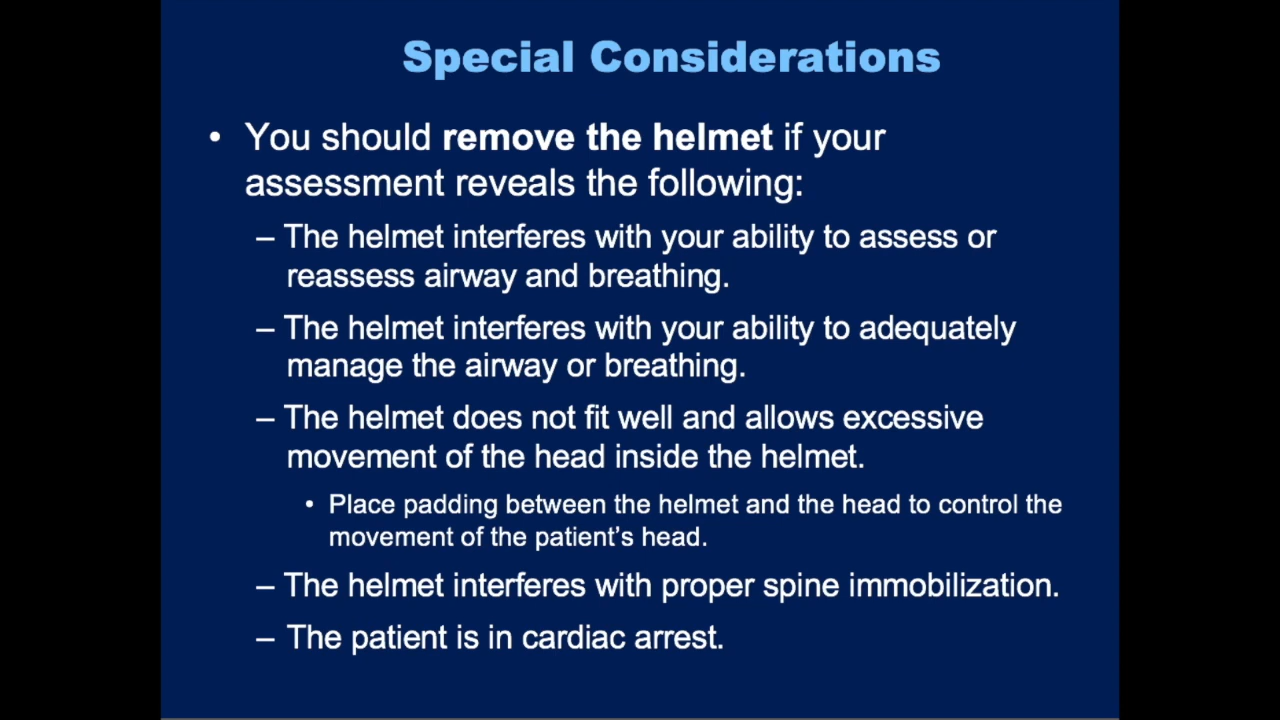 Special Considerations
• You should remove the helmet if your
assessment reveals the following:
– The helmet interferes with your ability to assess or
reassess airway and breathing.
– The helmet interferes with your ability to adequately
manage the airway or breathing.
– The helmet does not fit well and allows excessive
movement of the head inside the helmet.
• Place padding between the helmet and the head to control the
movement of the patient’s head.
– The helmet interferes with proper spine immobilization.
– The patient is in cardiac arrest.